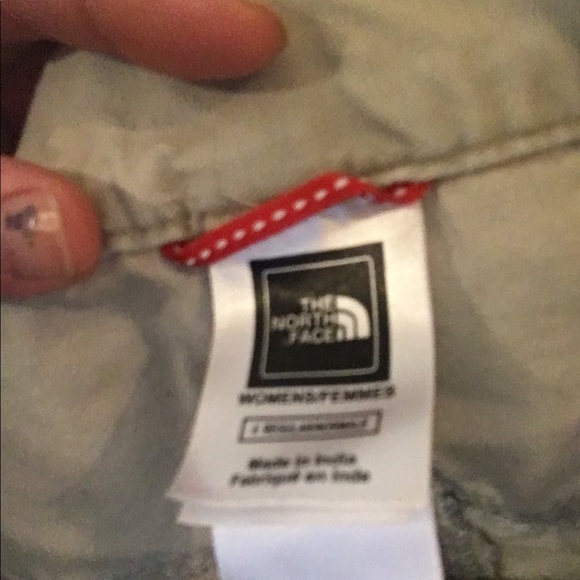 THE
NORTH
FACE
WOMENS/FEMMES
Made in India
Fabriqué en Inde